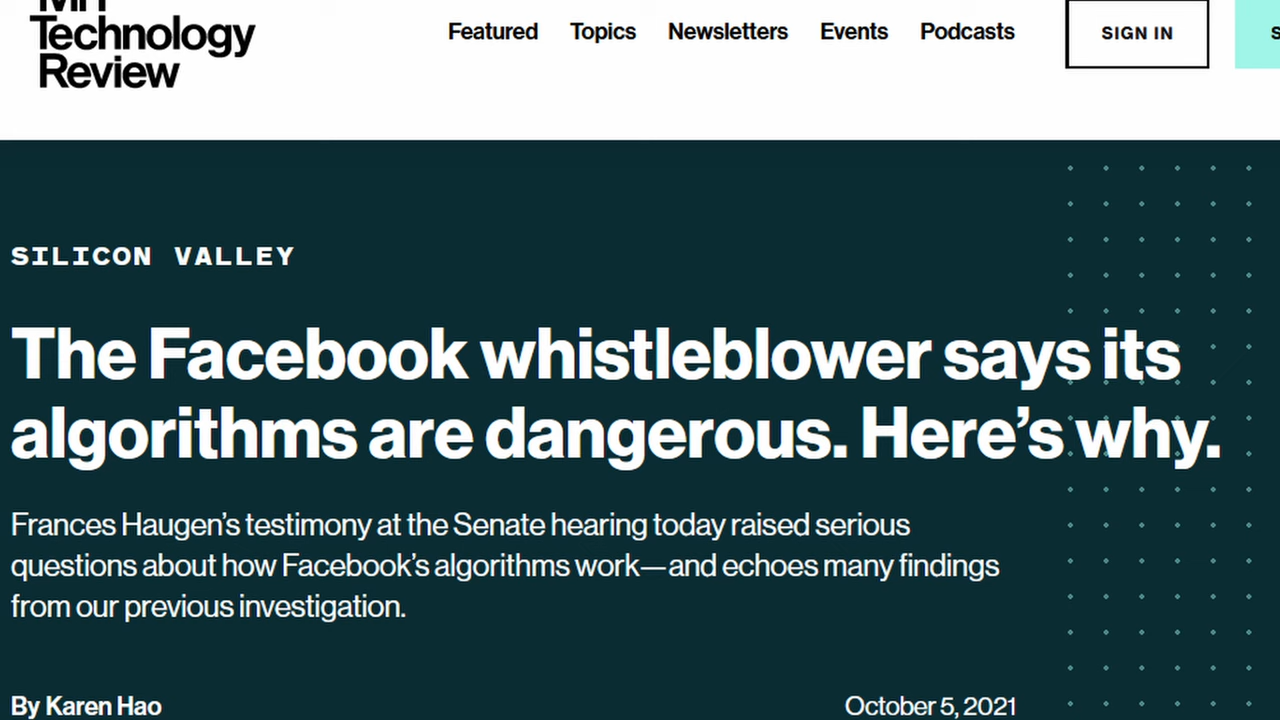 MIT
Technology
Review
Featured Topics Newsletters Events Podcasts SIGN IN
SILICON VALLEY
The Facebook whistleblower says its
algorithms are dangerous. Here’s why.
Frances Haugen’s testimony at the Senate hearing today raised serious
questions about how Facebook’s algorithms work—and echoes many findings
from our previous investigation.
By Karen Hao October 5, 2021